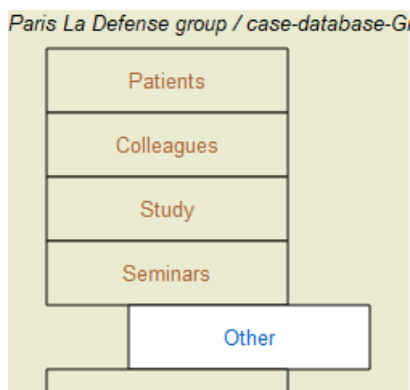 Paris La Defense group / case-database-G
Patients
Colleagues
Study
Seminars
Other